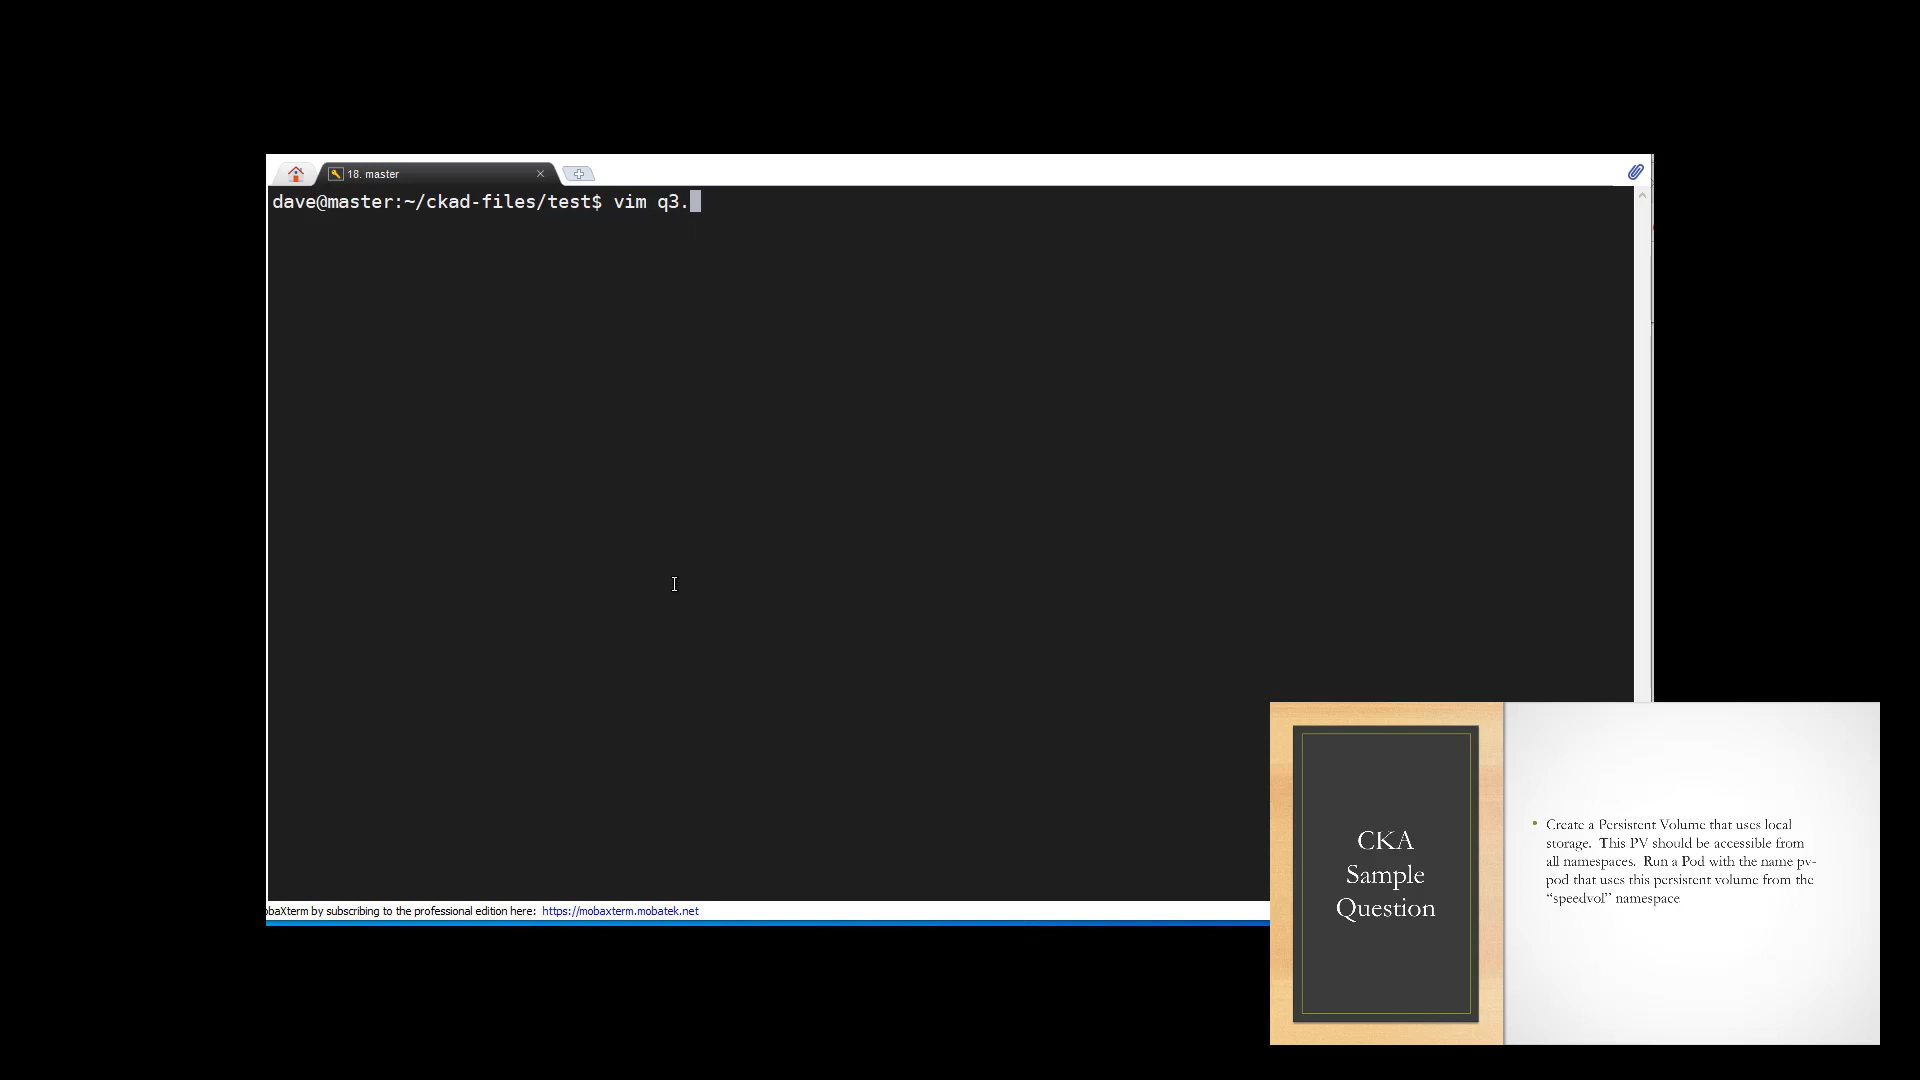 18. master
dave@master:~/ckad-files/test$ vim q3.
obaXterm by subscribing to the professional edition here: https://mobaxterm.mobatek.net
CKA
Sample
Question
• Create a Persistent Volume that uses local
storage. This PV should be accessible from
all namespaces. Run a Pod with the name pv-
pod that uses this persistent volume from the
“speedvol” namespace